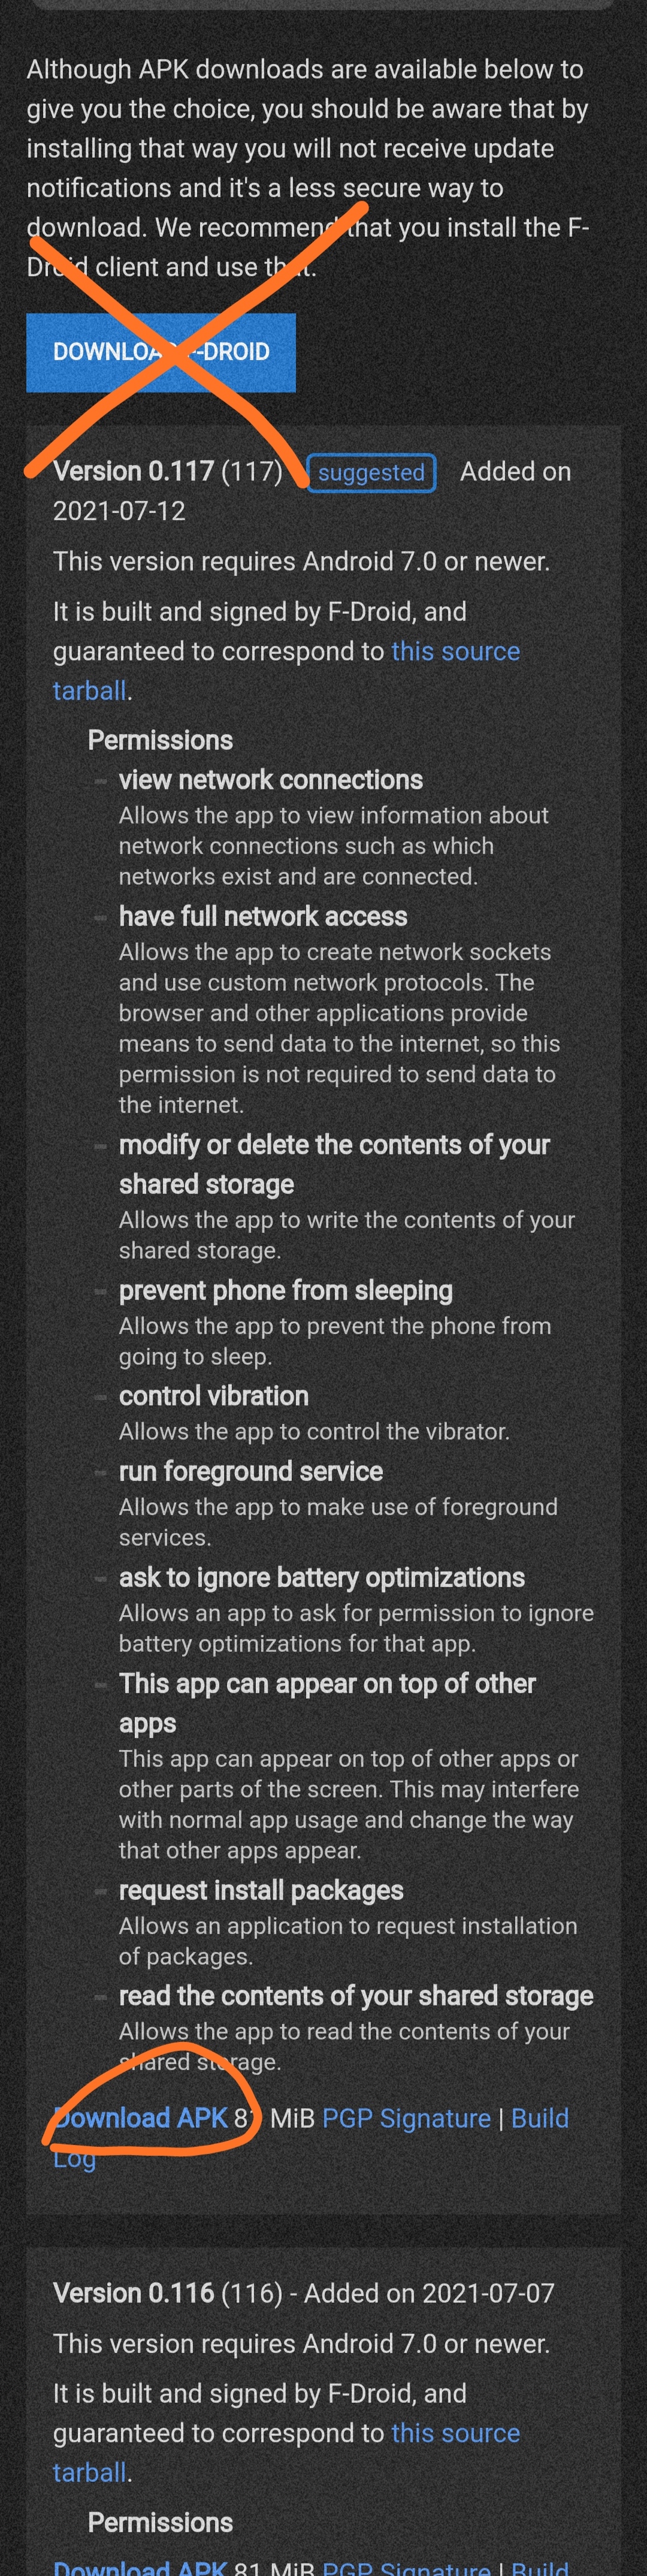 Although APK downloads are available below to
give you the choice, you should be aware that by
installing that way you will not receive update
notifications and it's a less secure way to
download. We recommend that you install the F-
Droid client and use that.
DOWNLOAD F-DROID
Version 0.117 (117) suggested Added on
2021-07-12
This version requires Android 7.0 or newer.
It is built and signed by F-Droid, and
guaranteed to correspond to this source
tarball.
Permissions
view network connections
Allows the app to view information about
network connections such as which
networks exist and are connected.
have full network access
Allows the app to create network sockets
and use custom network protocols. The
browser and other applications provide
means to send data to the internet, so this
permission is not required to send data to
the internet.
modify or delete the contents of your
shared storage
Allows the app to write the contents of your
shared storage.
prevent phone from sleeping
Allows the app to prevent the phone from
going to sleep.
control vibration
Allows the app to control the vibrator.
run foreground service
Allows the app to make use of foreground
services.
ask to ignore battery optimizations
Allows an app to ask for permission to ignore
battery optimizations for that app.
This app can appear on top of other
apps
This app can appear on top of other apps or
other parts of the screen. This may interfere
with normal app usage and change the way
that other apps appear.
request install packages
Allows an application to request installation
of packages.
read the contents of your shared storage
Allows the app to read the contents of your
shared storage.
Download APK 81 MiB PGP Signature | Build
Log
Version 0.116 (116) - Added on 2021-07-07
This version requires Android 7.0 or newer.
It is built and signed by F-Droid, and
guaranteed to correspond to this source
tarball.
Permissions
Download APK 81 MiB PGP Signature | Build